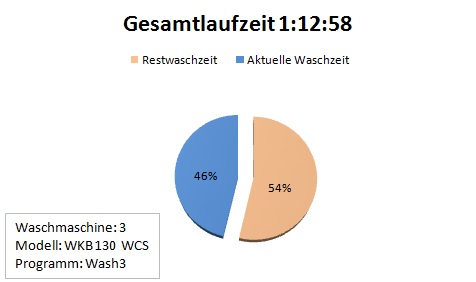 Gesamtlaufzeit 1:12:58
Restwaschzeit Aktuelle Waschzeit
46%
54%
Waschmaschine: 3
Modell: WKB130 WCS
Programm: Wash3